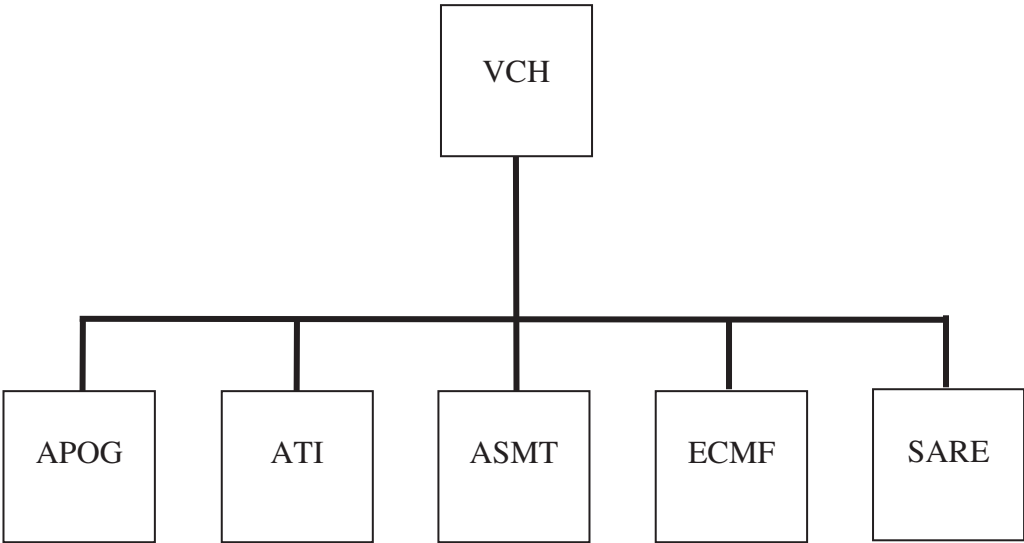 VCH
APOG
ATI
ASMT
ECMF
SARE